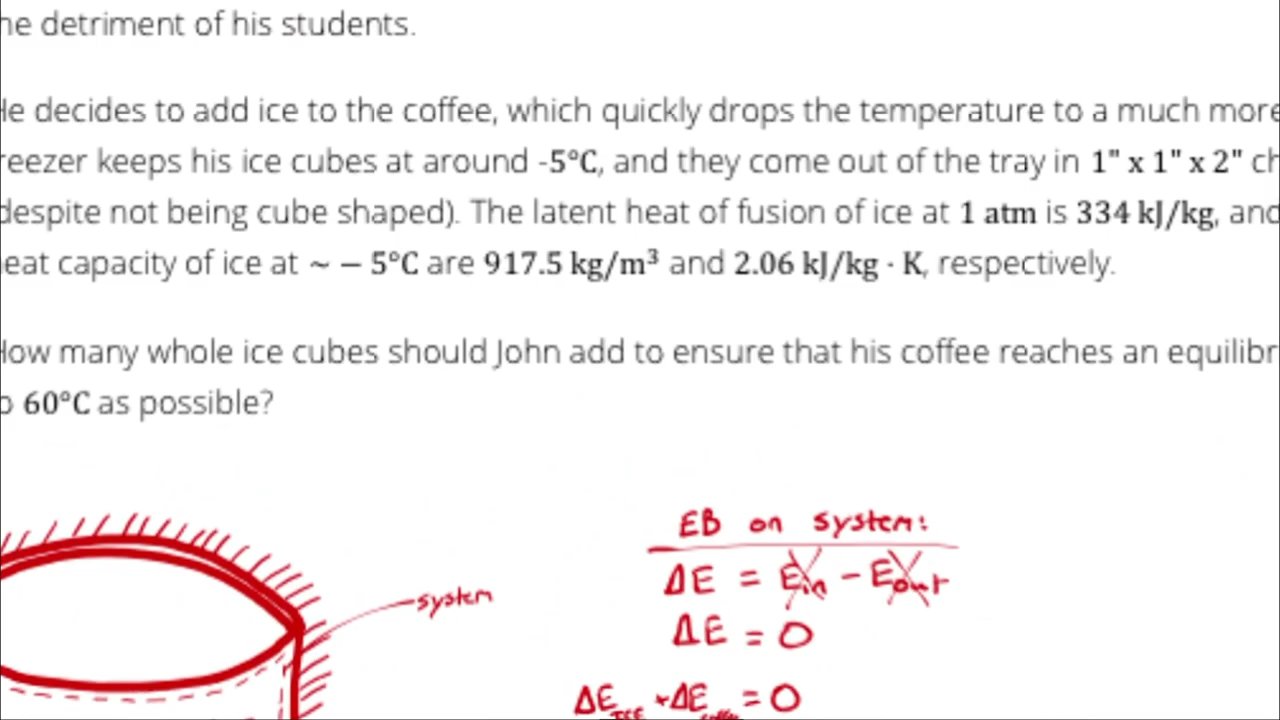 he detriment of his students.
He decides to add ice to the coffee, which quickly drops the temperature to a much more
reezer keeps his ice cubes at around -5°C, and they come out of the tray in 1" x 1" x 2" ch
despite not being cube shaped). The latent heat of fusion of ice at 1 atm is 334 kJ/kg, and
eat capacity of ice at ~ − 5°C are 917.5 kg/m³ and 2.06 kJ/kg · K, respectively.
How many whole ice cubes should John add to ensure that his coffee reaches an equilibr
o 60°C as possible?
EB on system:
ΔE = Ein − Eout
system
ΔE = 0
ΔE ICE + ΔE coffee = 0